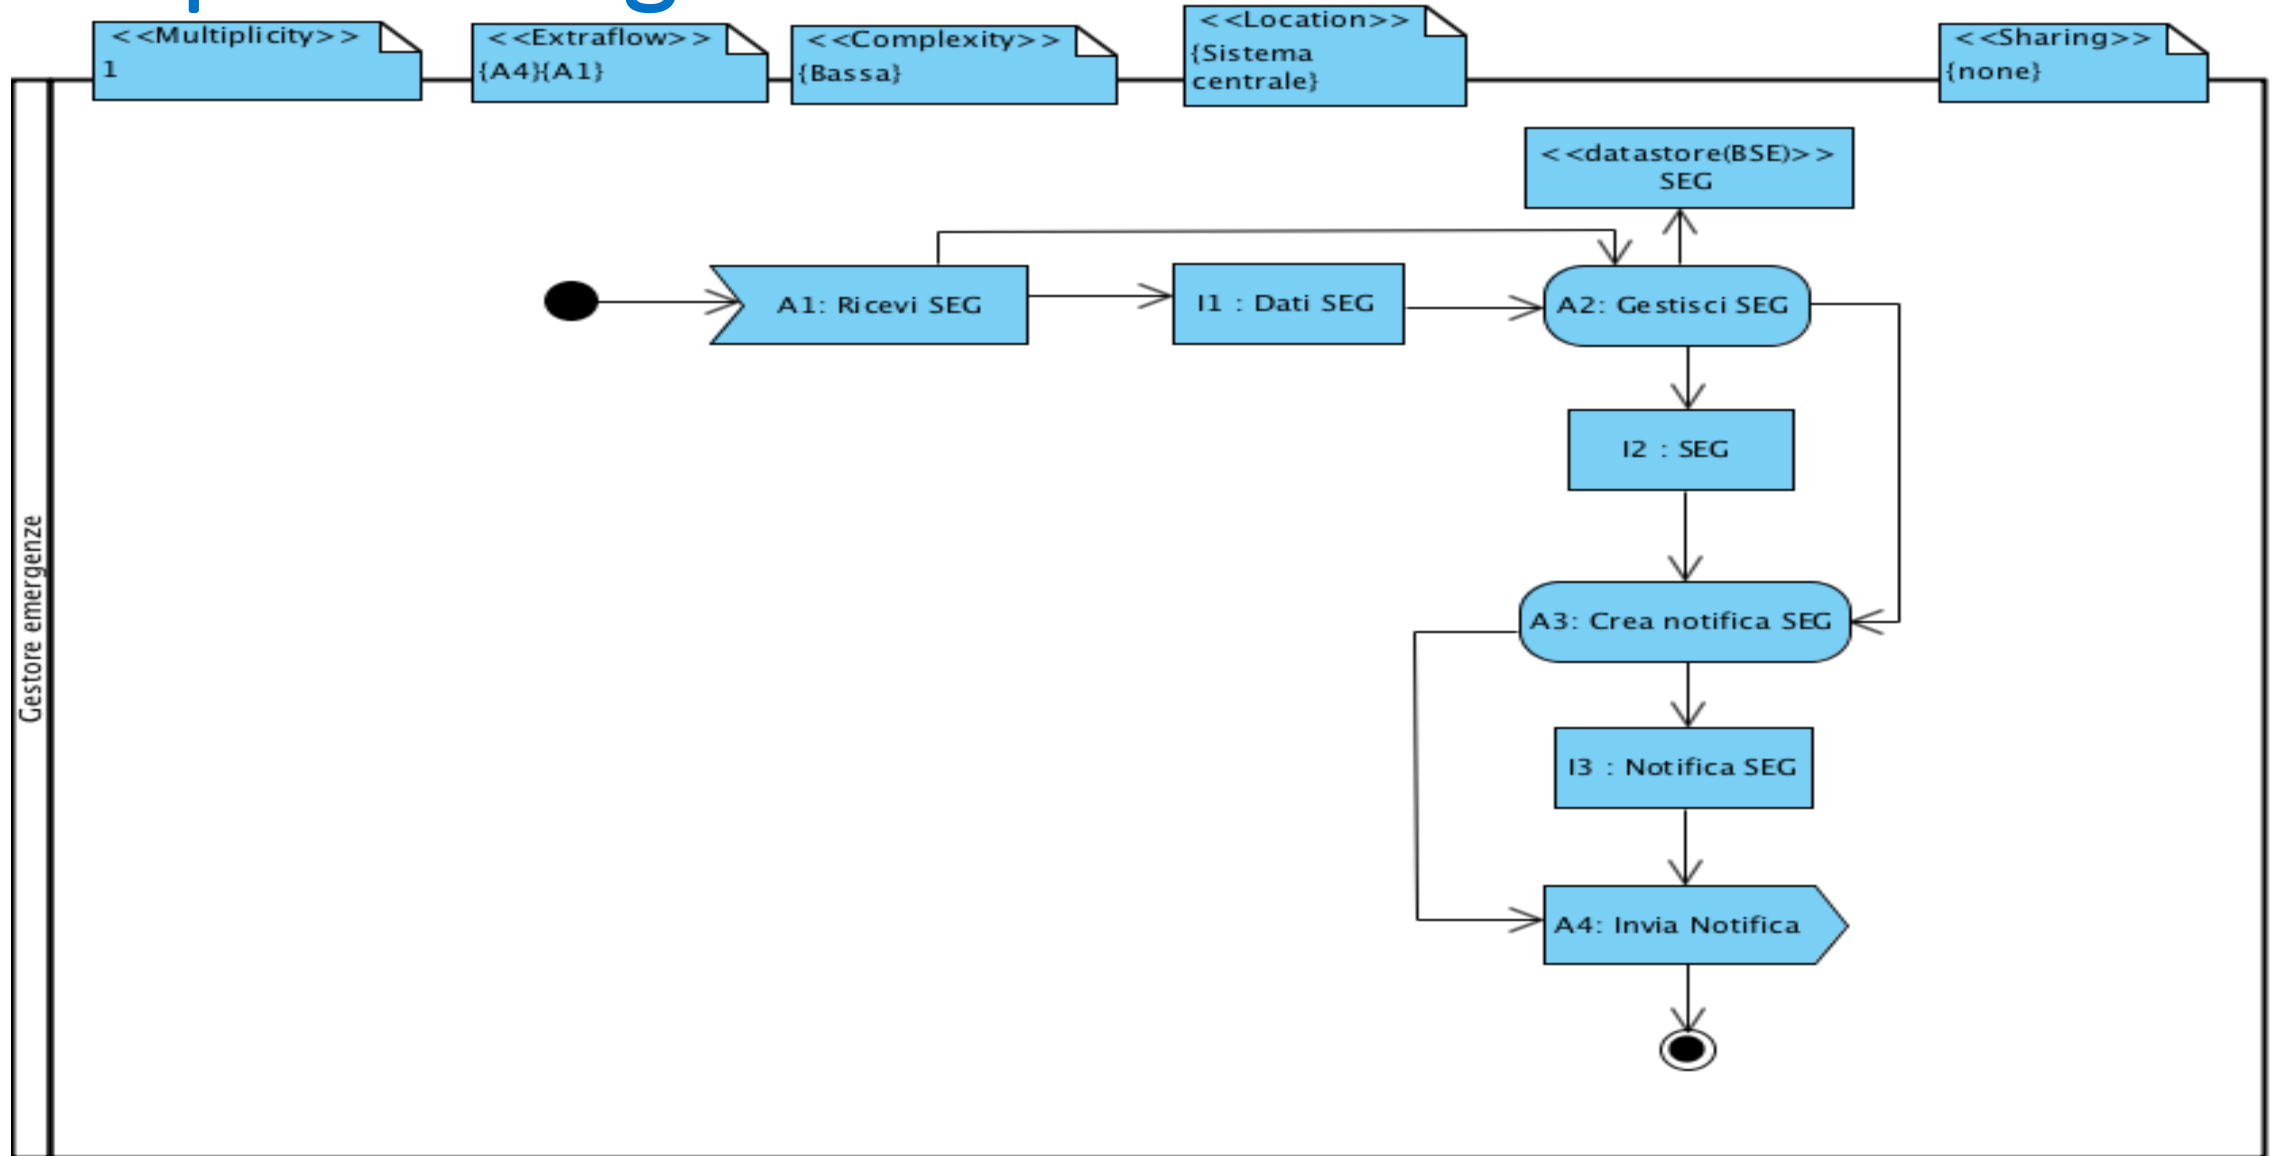 <<Multiplicity>>
1
<<Extraflow>>
{A4}{A1}
<<Complexity>>
{Bassa}
<<Location>>
{Sistema
centrale}
<<Sharing>>
{none}
<<datastore(BSE)>>
SEG
A1: Ricevi SEG
I1 : Dati SEG
A2: Gestisci SEG
I2 : SEG
Gestore emergenze
A3: Crea notifica SEG
I3 : Notifica SEG
A4: Invia Notifica